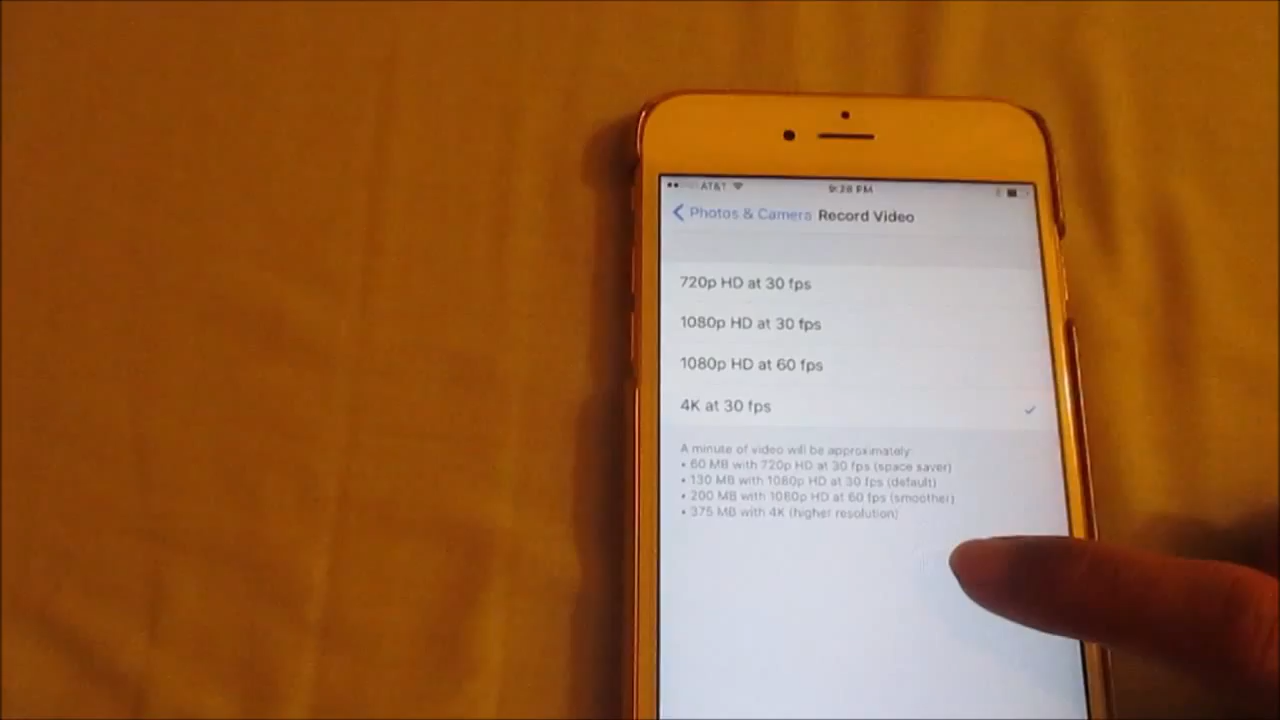 AT&T 9:28 PM
Photos & Camera Record Video
720p HD at 30 fps
1080p HD at 30 fps
1080p HD at 60 fps
4K at 30 fps
A minute of video will be approximately:
• 60 MB with 720p HD at 30 fps (space saver)
• 130 MB with 1080p HD at 30 fps (default)
• 200 MB with 1080p HD at 60 fps (smoother)
• 375 MB with 4K (higher resolution)